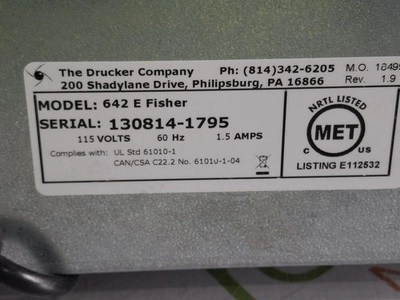 The Drucker Company Ph: (814)342-6205 M.O. 18499
200 Shadylane Drive, Philipsburg, PA 16866 Rev. 1.9
MODEL: 642 E Fisher
SERIAL: 130814-1795
115 VOLTS 60 Hz 1.5 AMPS
Complies with: UL Std 61010-1
CAN/CSA C22.2 No. 61010-1-04
NRTL LISTED
MET
C US
LISTING E112532